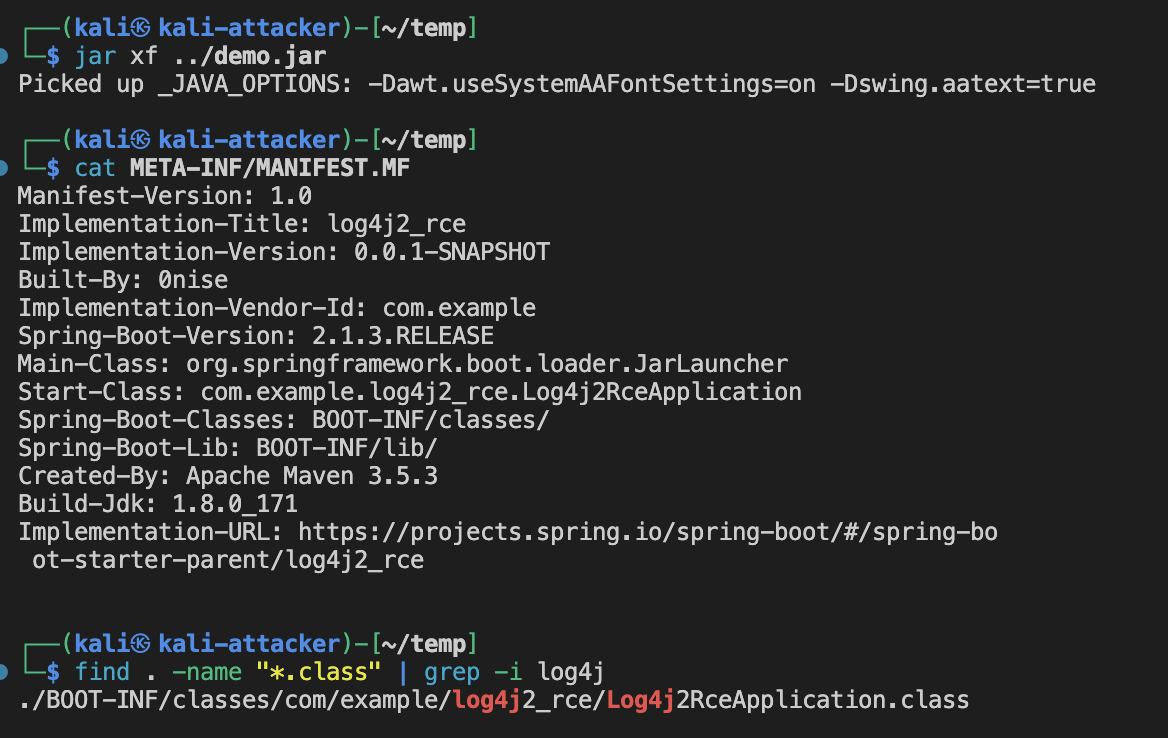 ┌──(kali㉿kali-attacker)-[~/temp]
└─$ jar xf ../demo.jar
Picked up _JAVA_OPTIONS: -Dawt.useSystemAAFontSettings=on -Dswing.aatext=true
┌──(kali㉿kali-attacker)-[~/temp]
└─$ cat META-INF/MANIFEST.MF
Manifest-Version: 1.0
Implementation-Title: log4j2_rce
Implementation-Version: 0.0.1-SNAPSHOT
Built-By: 0nise
Implementation-Vendor-Id: com.example
Spring-Boot-Version: 2.1.3.RELEASE
Main-Class: org.springframework.boot.loader.JarLauncher
Start-Class: com.example.log4j2_rce.Log4j2RceApplication
Spring-Boot-Classes: BOOT-INF/classes/
Spring-Boot-Lib: BOOT-INF/lib/
Created-By: Apache Maven 3.5.3
Build-Jdk: 1.8.0_171
Implementation-URL: https://projects.spring.io/spring-boot/#/spring-bo
 ot-starter-parent/log4j2_rce
┌──(kali㉿kali-attacker)-[~/temp]
└─$ find . -name "*.class" | grep -i log4j
./BOOT-INF/classes/com/example/log4j2_rce/Log4j2RceApplication.class